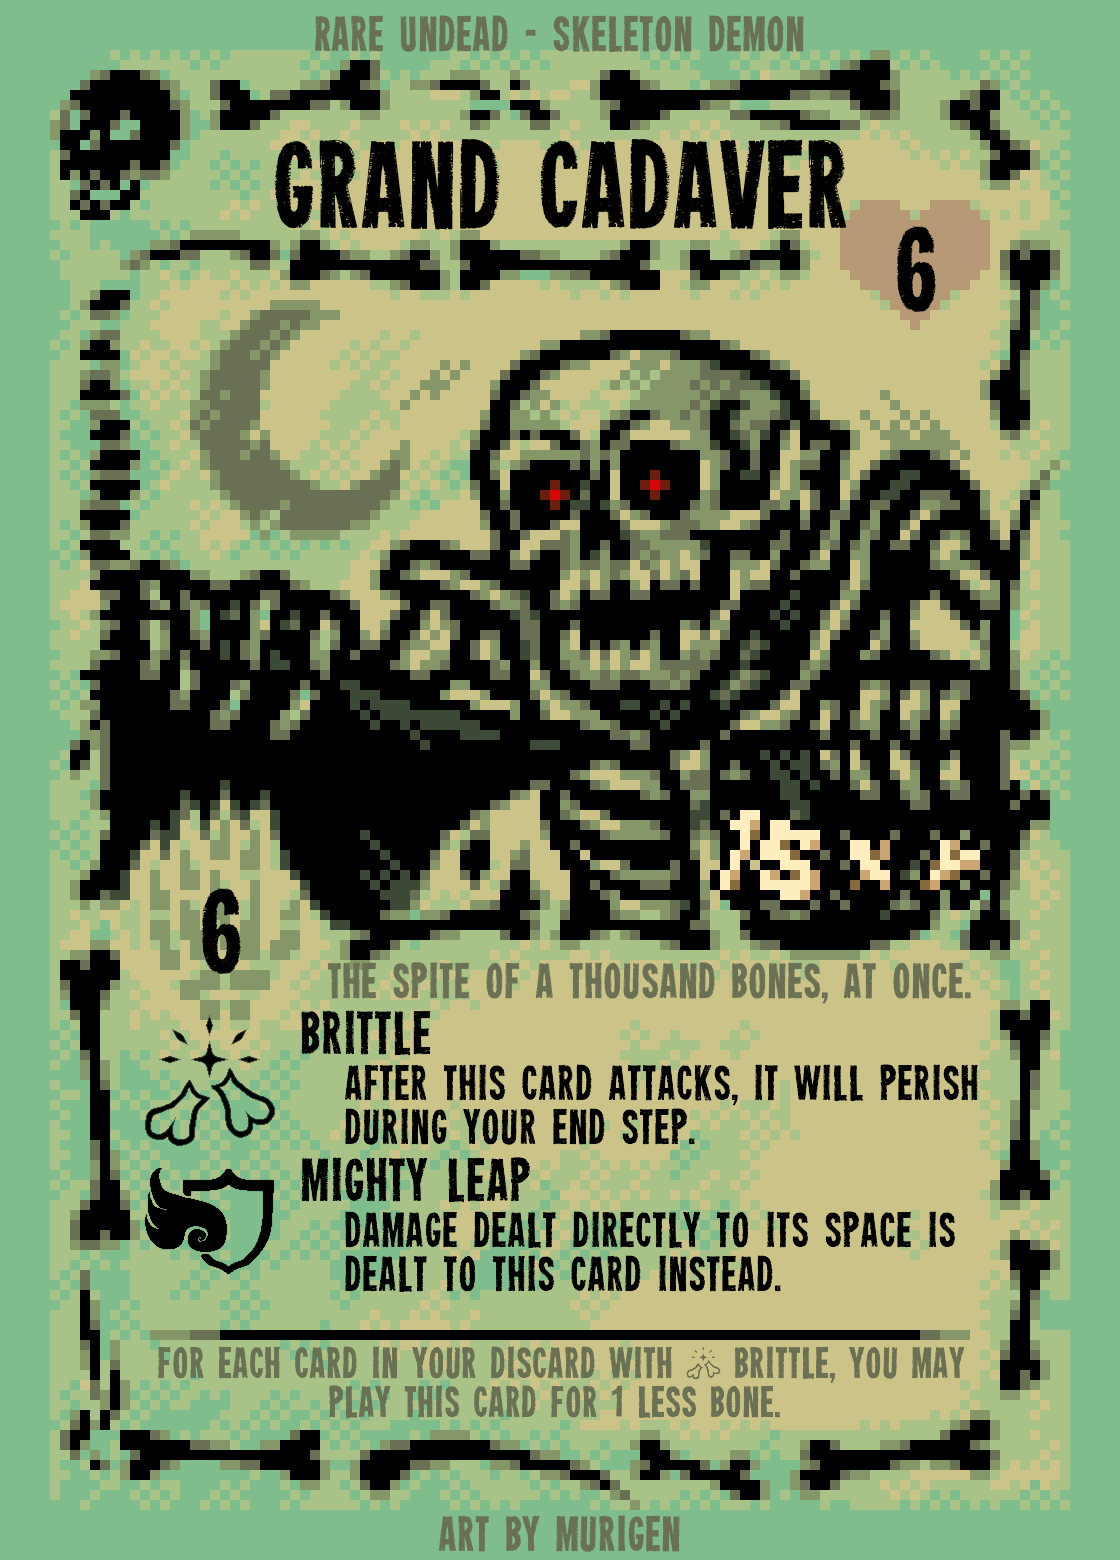 RARE UNDEAD - SKELETON DEMON
GRAND CADAVER
6
6
THE SPITE OF A THOUSAND BONES, AT ONCE.
BRITTLE
AFTER THIS CARD ATTACKS, IT WILL PERISH
DURING YOUR END STEP.
MIGHTY LEAP
DAMAGE DEALT DIRECTLY TO ITS SPACE IS
DEALT TO THIS CARD INSTEAD.
FOR EACH CARD IN YOUR DISCARD WITH BRITTLE, YOU MAY
PLAY THIS CARD FOR 1 LESS BONE.
ART BY MURIGEN